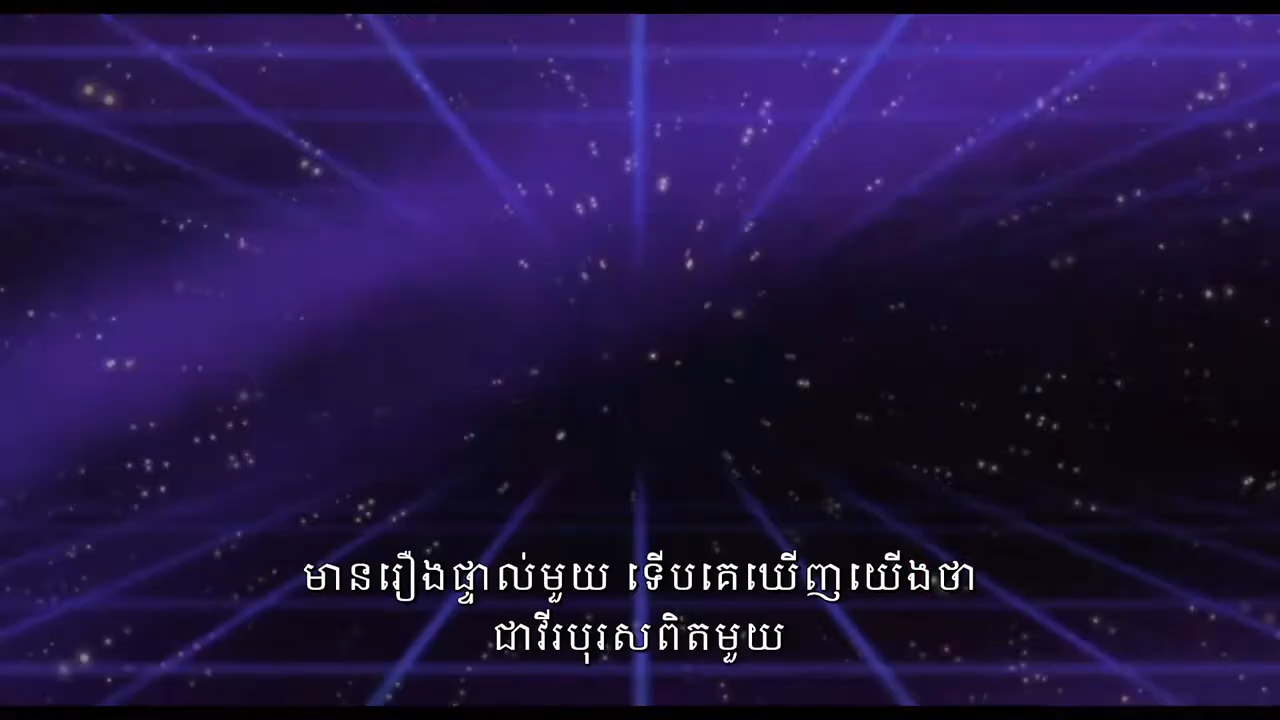 មានរឿងផ្ទាល់មួយ ទើបគេឃើញយើងថា
ជាវីរបុរសពិតមួយ